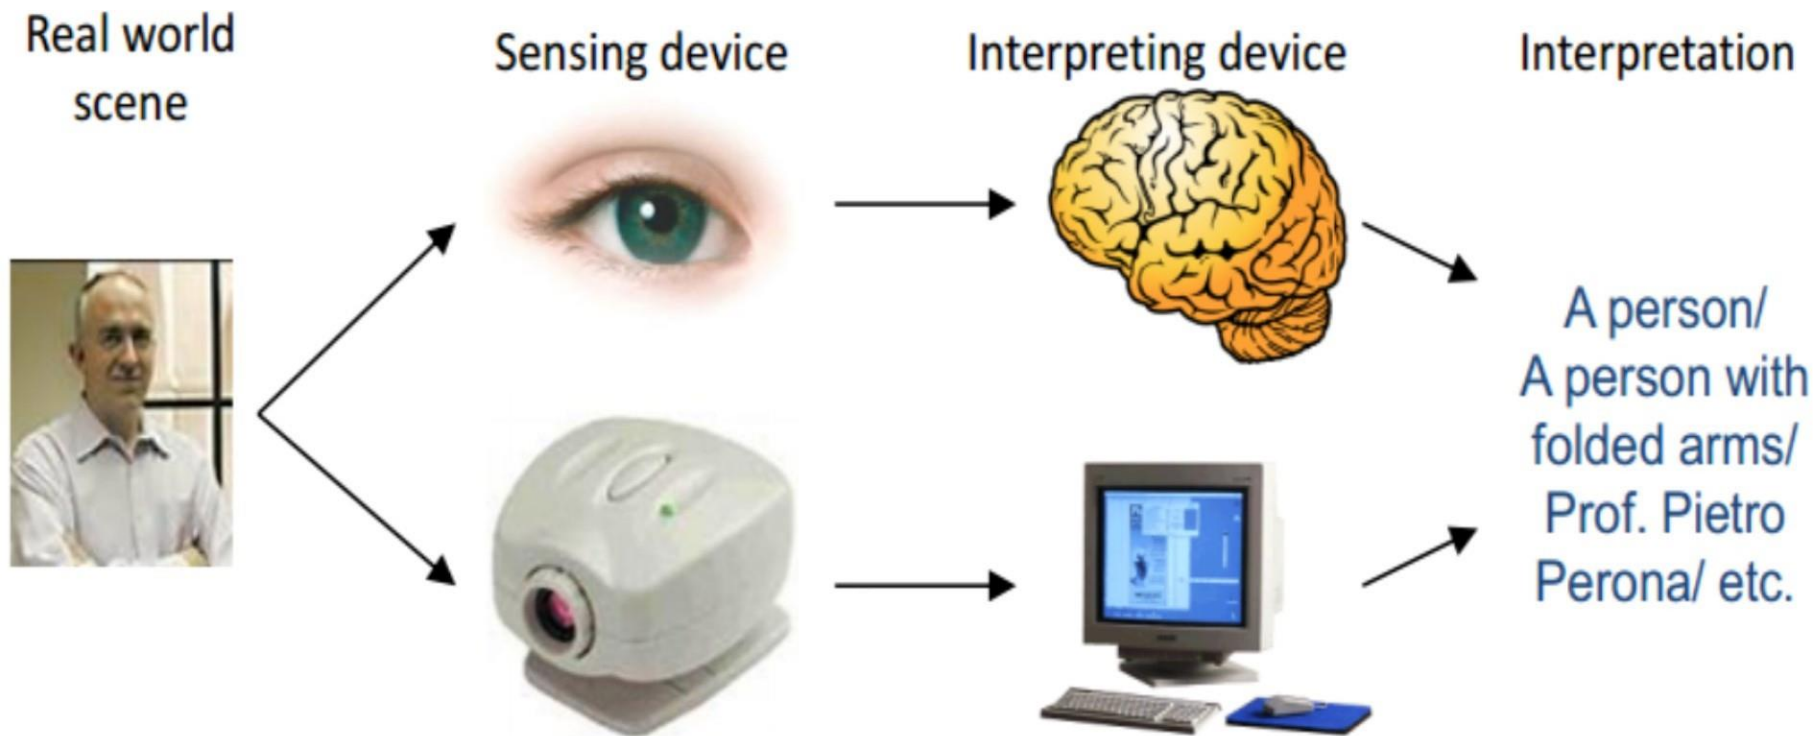 Real world
scene
Sensing device
Interpreting device
Interpretation
A person/
A person with
folded arms/
Prof. Pietro
Perona/ etc.